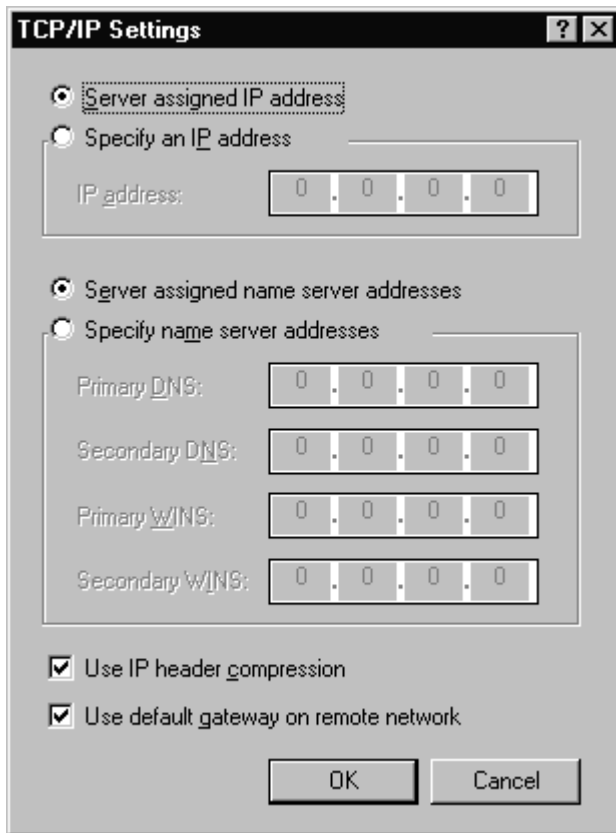 TCP/IP Settings ? X
Server assigned IP address
Specify an IP address
IP address: 0 . 0 . 0 . 0
Server assigned name server addresses
Specify name server addresses
Primary DNS: 0 . 0 . 0 . 0
Secondary DNS: 0 . 0 . 0 . 0
Primary WINS: 0 . 0 . 0 . 0
Secondary WINS: 0 . 0 . 0 . 0
Use IP header compression
Use default gateway on remote network
OK Cancel